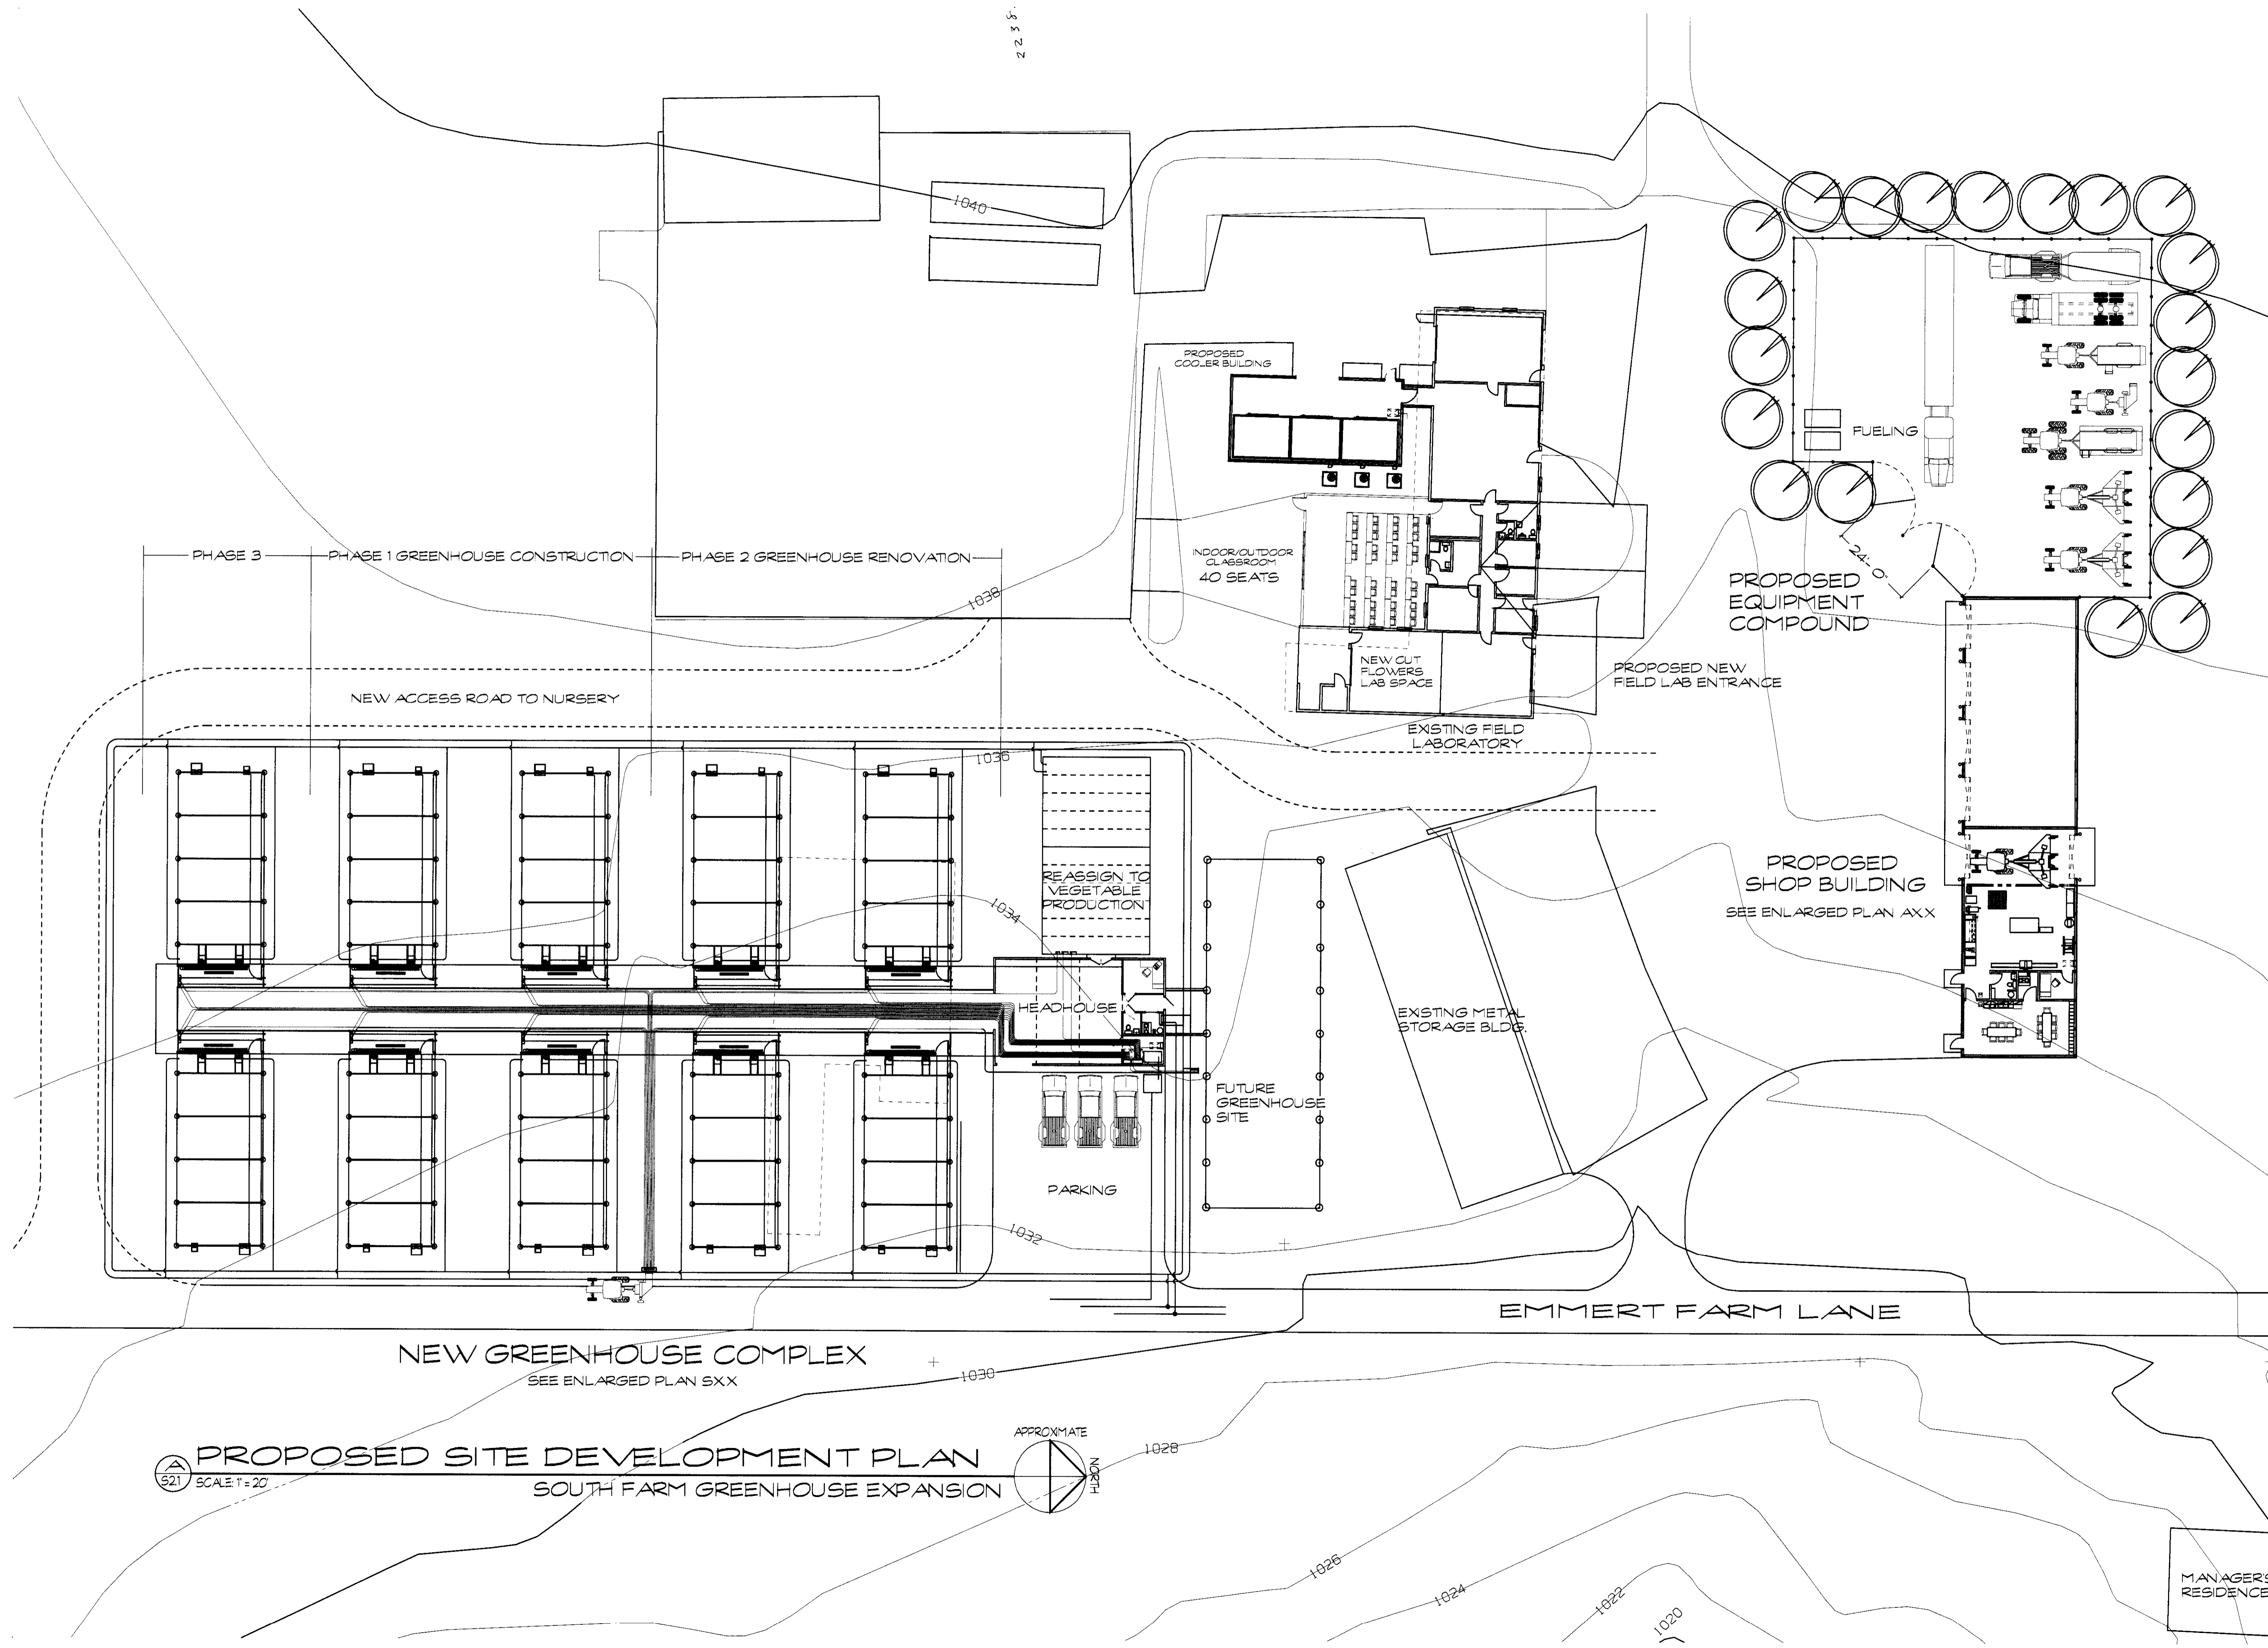 2238.
1040
PROPOSED
COOLER BUILDING
FUELING
PHASE 3
PHASE 1 GREENHOUSE CONSTRUCTION
PHASE 2 GREENHOUSE RENOVATION
INDOOR/OUTDOOR
CLASSROOM
40 SEATS
24'-0"
PROPOSED
EQUIPMENT
COMPOUND
1038
NEW CUT
FLOWERS
LAB SPACE
PROPOSED NEW
FIELD LAB ENTRANCE
NEW ACCESS ROAD TO NURSERY
EXISTING FIELD
LABORATORY
1036
REASSIGN TO
VEGETABLE
PRODUCTION
1034
PROPOSED
SHOP BUILDING
SEE ENLARGED PLAN AXX
HEADHOUSE
EXISTING METAL
STORAGE BLDG.
FUTURE
GREENHOUSE
SITE
PARKING
1032
EMMERT FARM LANE
NEW GREENHOUSE COMPLEX
SEE ENLARGED PLAN SXX
1030
APPROXIMATE
NORTH
1028
A
S2.1
PROPOSED SITE DEVELOPMENT PLAN
SCALE: 1" = 20'
SOUTH FARM GREENHOUSE EXPANSION
1026
1024
1022
1020
MANAGER'S
RESIDENCE